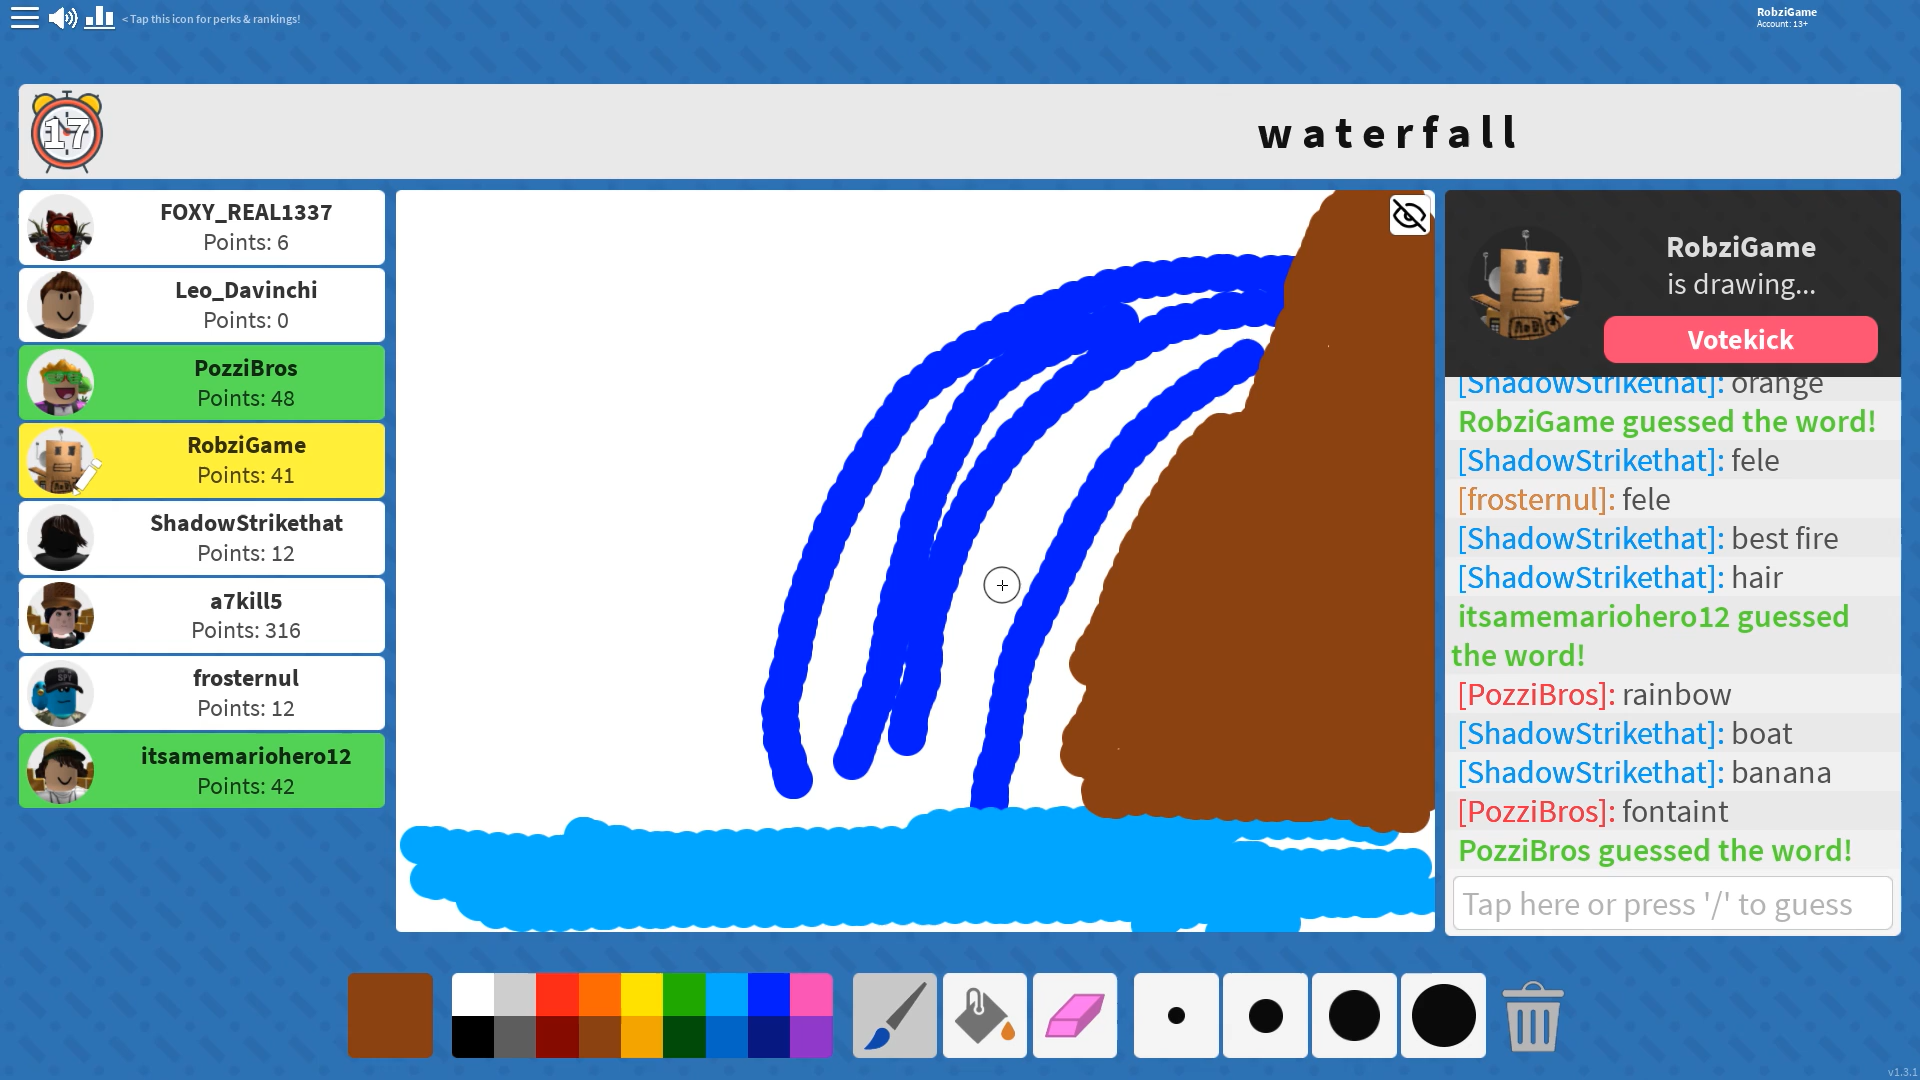 < Tap this icon for perks & rankings!
RobziGame
Account: 13+
17
waterfall
FOXY_REAL1337
Points: 6
Leo_Davinchi
Points: 0
PozziBros
Points: 48
RobziGame
Points: 41
ShadowStrikethat
Points: 12
a7kill5
Points: 316
frosternul
Points: 12
itsamemariohero12
Points: 42
RobziGame
is drawing...
Votekick
[ShadowStrikethat]: orange
RobziGame guessed the word!
[ShadowStrikethat]: fele
[frosternul]: fele
[ShadowStrikethat]: best fire
[ShadowStrikethat]: hair
itsamemariohero12 guessed
the word!
[PozziBros]: rainbow
[ShadowStrikethat]: boat
[ShadowStrikethat]: banana
[PozziBros]: fontaint
PozziBros guessed the word!
Tap here or press '/' to guess
v1.3.1